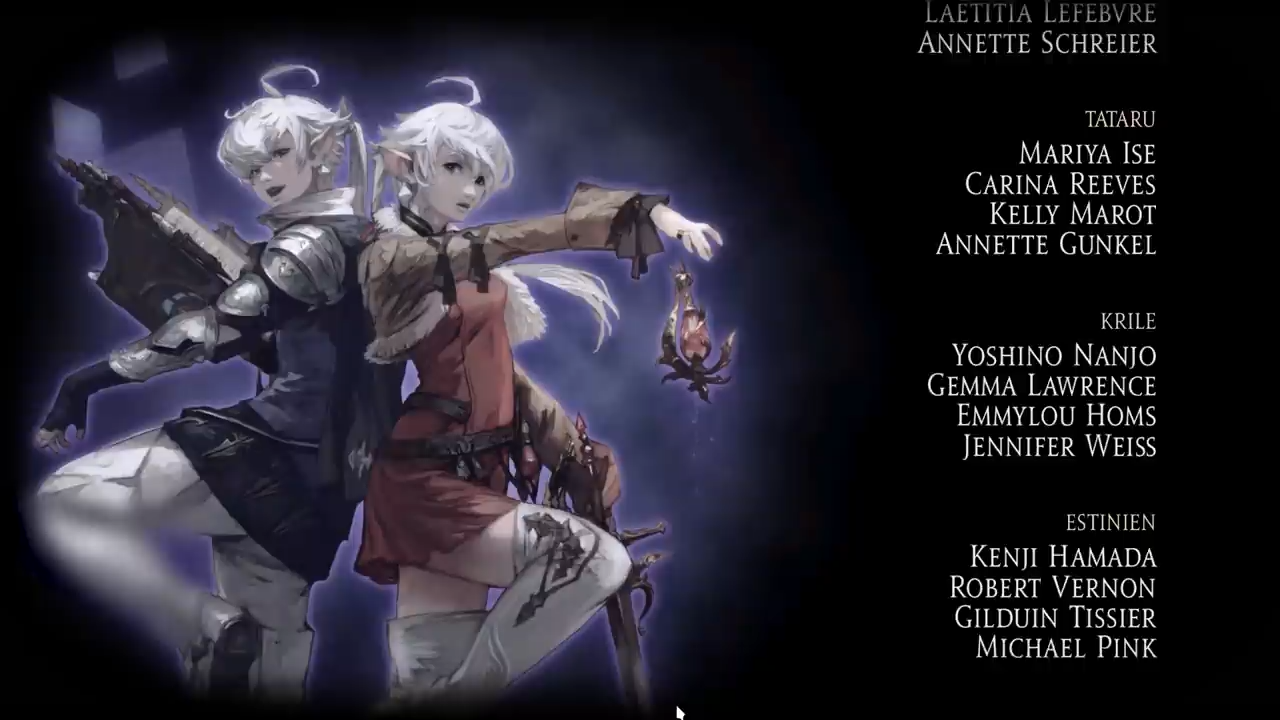 LAËTITIA LEFEBVRE
ANNETTE SCHREIER
TATARU
MARIYA ISE
CARINA REEVES
KELLY MAROT
ANNETTE GUNKEL
KRILE
YOSHINO NANJO
GEMMA LAWRENCE
EMMYLOU HOMS
JENNIFER WEISS
ESTINIEN
KENJI HAMADA
ROBERT VERNON
GILDUIN TISSIER
MICHAEL PINK